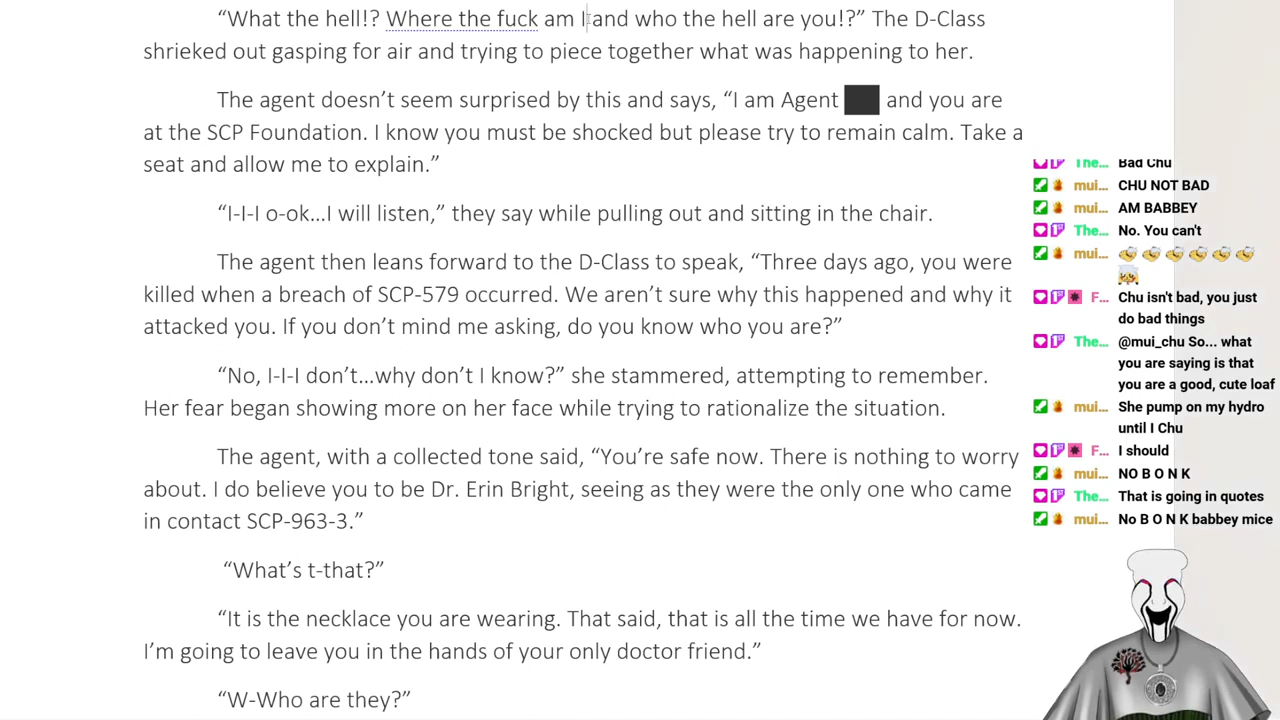 “What the hell!? Where the fuck am I and who the hell are you!?” The D-Class
shrieked out gasping for air and trying to piece together what was happening to her.
The agent doesn’t seem surprised by this and says, “I am Agent and you are
at the SCP Foundation. I know you must be shocked but please try to remain calm. Take a
seat and allow me to explain.”
“I-I-I o-ok...I will listen,” they say while pulling out and sitting in the chair.
The agent then leans forward to the D-Class to speak, “Three days ago, you were
killed when a breach of SCP-579 occurred. We aren’t sure why this happened and why it
attacked you. If you don’t mind me asking, do you know who you are?”
“No, I-I-I don’t...why don’t I know?” she stammered, attempting to remember.
Her fear began showing more on her face while trying to rationalize the situation.
The agent, with a collected tone said, “You’re safe now. There is nothing to worry
about. I do believe you to be Dr. Erin Bright, seeing as they were the only one who came
in contact SCP-963-3.”
“What’s t-that?”
“It is the necklace you are wearing. That said, that is all the time we have for now.
I’m going to leave you in the hands of your only doctor friend.”
“W-Who are they?”
The... Bad Chu
mui... CHU NOT BAD
mui... AM BABBEY
The... No. You can't
mui...
F... Chu isn't bad, you just
do bad things
The... @mui_chu So... what
you are saying is that
you are a good, cute loaf
mui... She pump on my hydro
until I Chu
F... I should
mui... NO B O N K
The... That is going in quotes
mui... No B O N K babbey mice